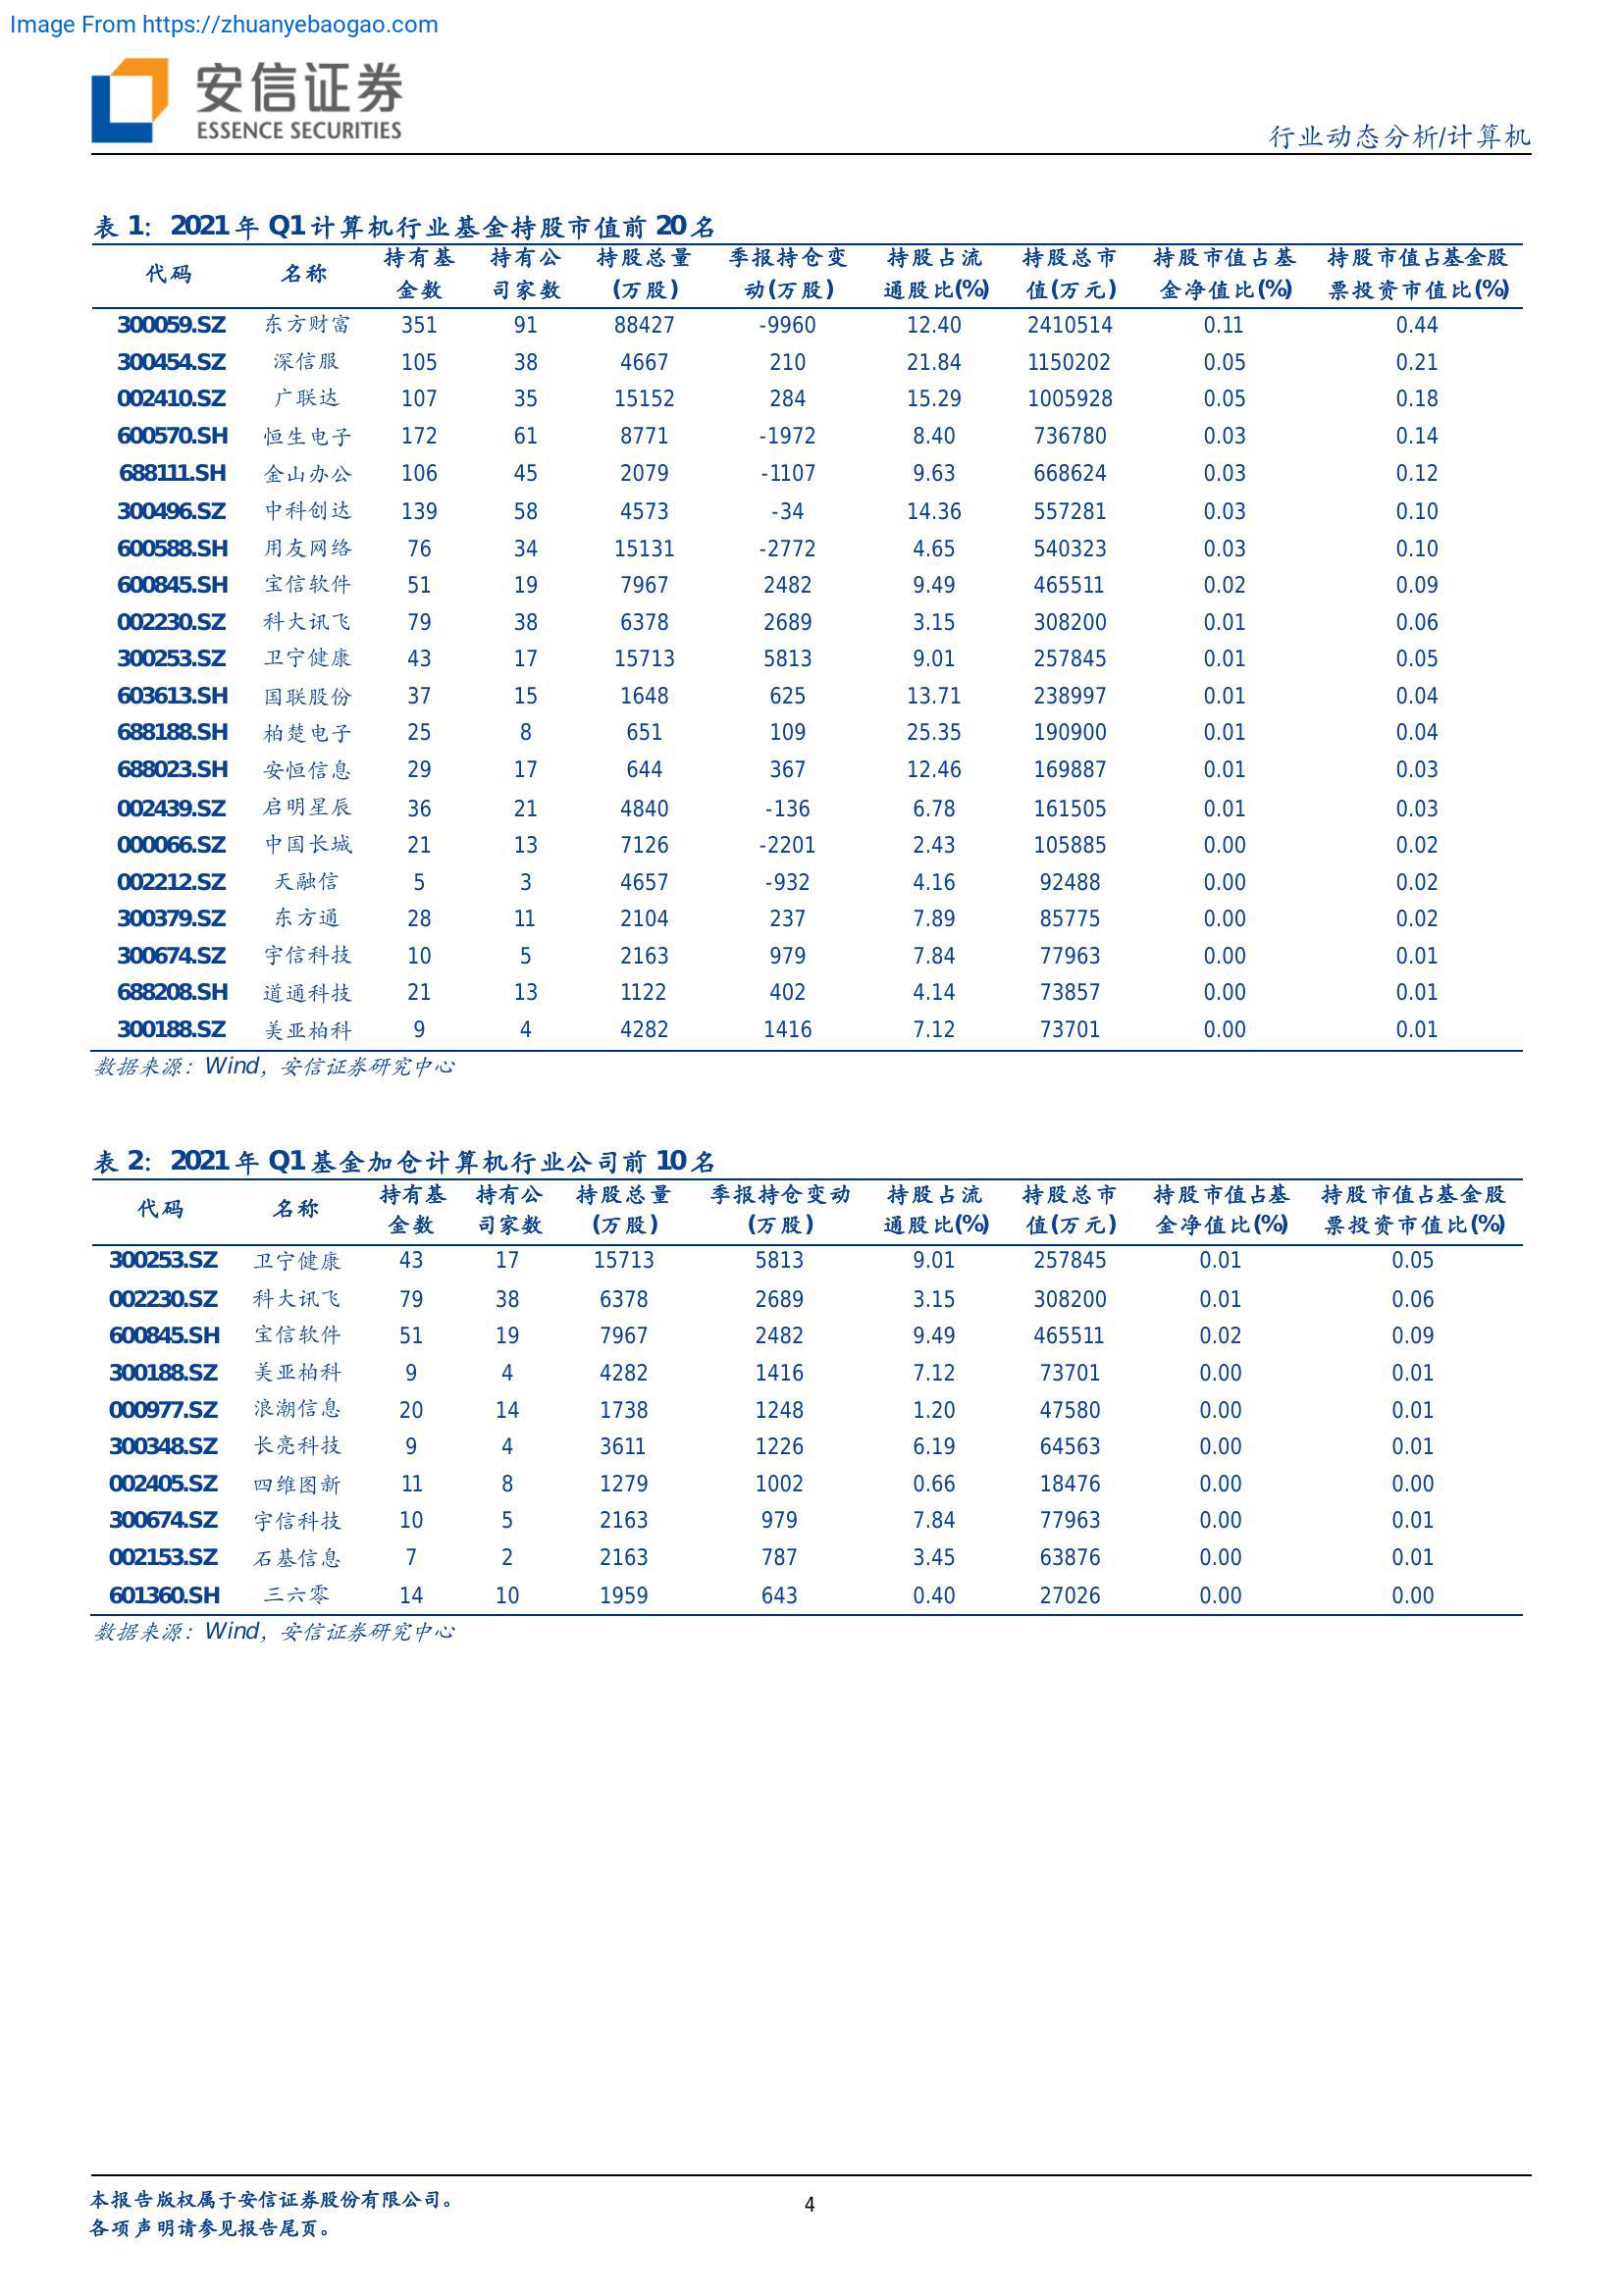 Image From https://zhuanyebaogao.com
安信证券
ESSENCE SECURITIES
行业动态分析/计算机
表 1：2021 年 Q1 计算机行业基金持股市值前 20 名
代码 名称 持有基金数 持有公司家数 持股总量(万股) 季报持仓变动(万股) 持股占流通股比(%) 持股总市值(万元) 持股市值占基金净值比(%) 持股市值占基金股票投资市值比(%)
300059.SZ 东方财富 351 91 88427 -9960 12.40 2410514 0.11 0.44
300454.SZ 深信服 105 38 4667 210 21.84 1150202 0.05 0.21
002410.SZ 广联达 107 35 15152 284 15.29 1005928 0.05 0.18
600570.SH 恒生电子 172 61 8771 -1972 8.40 736780 0.03 0.14
688111.SH 金山办公 106 45 2079 -1107 9.63 668624 0.03 0.12
300496.SZ 中科创达 139 58 4573 -34 14.36 557281 0.03 0.10
600588.SH 用友网络 76 34 15131 -2772 4.65 540323 0.03 0.10
600845.SH 宝信软件 51 19 7967 2482 9.49 465511 0.02 0.09
002230.SZ 科大讯飞 79 38 6378 2689 3.15 308200 0.01 0.06
300253.SZ 卫宁健康 43 17 15713 5813 9.01 257845 0.01 0.05
603613.SH 国联股份 37 15 1648 625 13.71 238997 0.01 0.04
688188.SH 柏楚电子 25 8 651 109 25.35 190900 0.01 0.04
688023.SH 安恒信息 29 17 644 367 12.46 169887 0.01 0.03
002439.SZ 启明星辰 36 21 4840 -136 6.78 161505 0.01 0.03
000066.SZ 中国长城 21 13 7126 -2201 2.43 105885 0.00 0.02
002212.SZ 天融信 5 3 4657 -932 4.16 92488 0.00 0.02
300379.SZ 东方通 28 11 2104 237 7.89 85775 0.00 0.02
300674.SZ 宇信科技 10 5 2163 979 7.84 77963 0.00 0.01
688208.SH 道通科技 21 13 1122 402 4.14 73857 0.00 0.01
300188.SZ 美亚柏科 9 4 4282 1416 7.12 73701 0.00 0.01
数据来源：Wind，安信证券研究中心
表 2：2021 年 Q1 基金加仓计算机行业公司前 10 名
代码 名称 持有基金数 持有公司家数 持股总量(万股) 季报持仓变动(万股) 持股占流通股比(%) 持股总市值(万元) 持股市值占基金净值比(%) 持股市值占基金股票投资市值比(%)
300253.SZ 卫宁健康 43 17 15713 5813 9.01 257845 0.01 0.05
002230.SZ 科大讯飞 79 38 6378 2689 3.15 308200 0.01 0.06
600845.SH 宝信软件 51 19 7967 2482 9.49 465511 0.02 0.09
300188.SZ 美亚柏科 9 4 4282 1416 7.12 73701 0.00 0.01
000977.SZ 浪潮信息 20 14 1738 1248 1.20 47580 0.00 0.01
300348.SZ 长亮科技 9 4 3611 1226 6.19 64563 0.00 0.01
002405.SZ 四维图新 11 8 1279 1002 0.66 18476 0.00 0.00
300674.SZ 宇信科技 10 5 2163 979 7.84 77963 0.00 0.01
002153.SZ 石基信息 7 2 2163 787 3.45 63876 0.00 0.01
601360.SH 三六零 14 10 1959 643 0.40 27026 0.00 0.00
数据来源：Wind，安信证券研究中心
本报告版权属于安信证券股份有限公司。
各项声明请参见报告尾页。
4